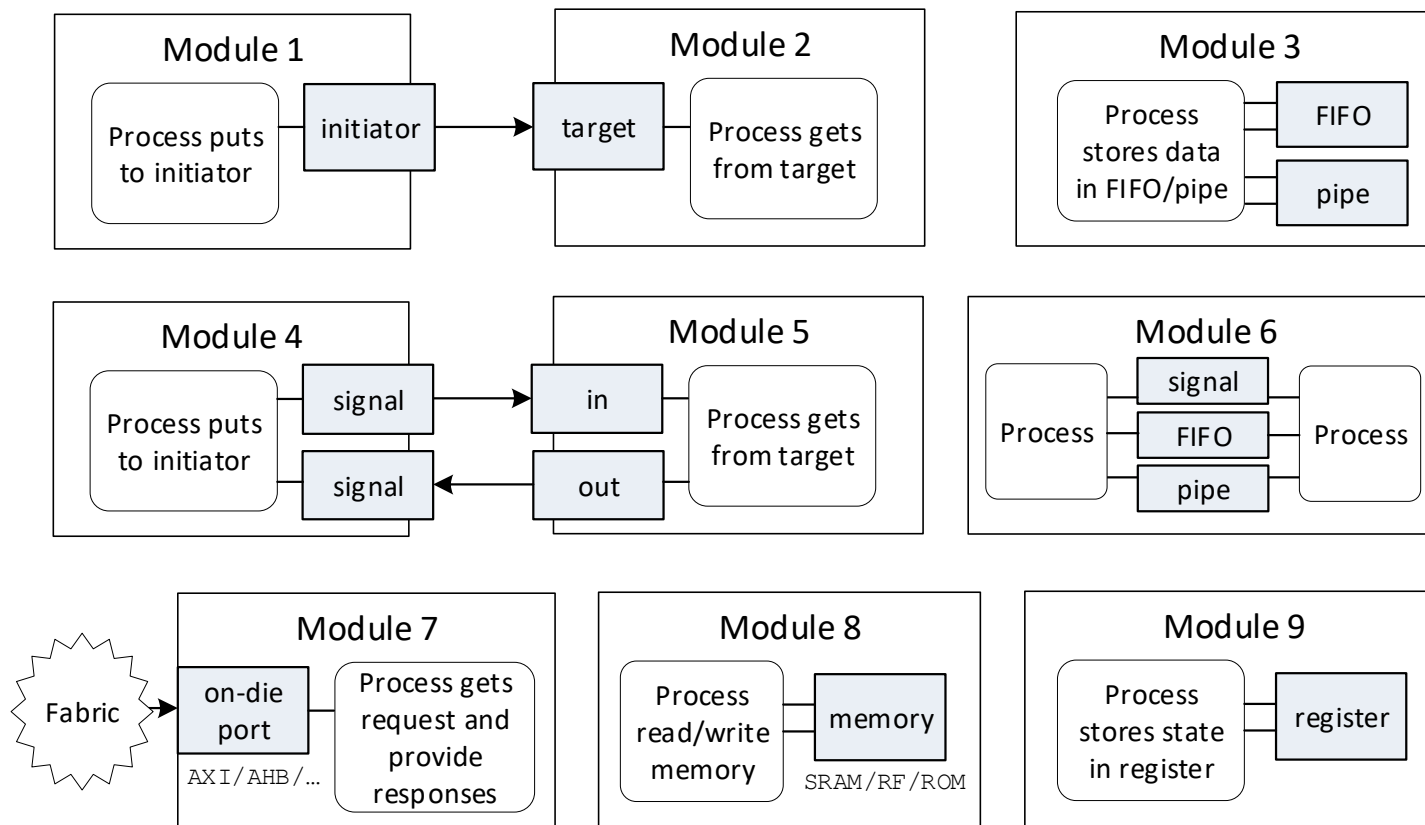 Module 1
Process puts
to initiator
initiator
Module 2
target
Process gets
from target
Module 3
Process
stores data
in FIFO/pipe
FIFO
pipe
Module 4
Process puts
to initiator
signal
signal
Module 5
in
out
Process gets
from target
Module 6
Process
signal
FIFO
pipe
Process
Fabric
Module 7
on-die
port
AXI/AHB/…
Process gets
request and
provide
responses
Module 8
Process
read/write
memory
memory
SRAM/RF/ROM
Module 9
Process
stores state
in register
register